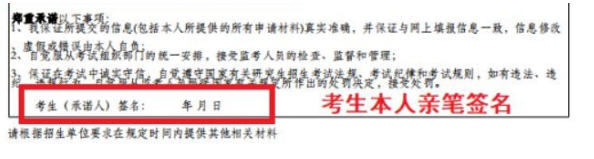 郑重承诺以下事项:
1、我保证所提交的信息(包括本人所提供的所有申请材料)真实准确，并保证与网上填报信息一致，信息修改
、虚假或错误由本人自负;
2、自觉服从考试组织部门的统一安排，接受监考人员的检查、监督和管理;
3、保证在考试中诚实守信，自觉遵守国家有关研究生招生考试法规、考试纪律和考试规则，如有违法、违
所作出的处罚决定，接受处罚。
考生（承诺人）签名： 年 月 日
考生本人亲笔签名
请根据招生单位要求在规定时间内提供其他相关材料